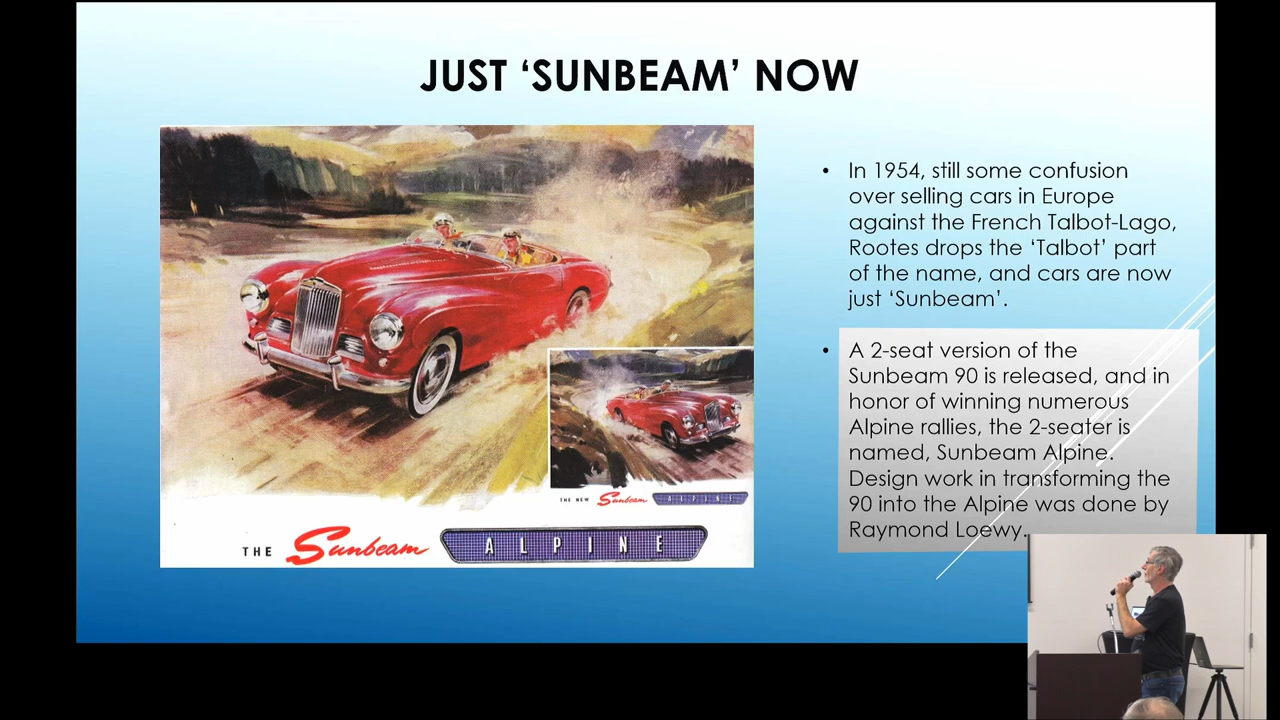 JUST ‘SUNBEAM’ NOW
• In 1954, still some confusion
over selling cars in Europe
against the French Talbot-Lago,
Rootes drops the ‘Talbot’ part
of the name, and cars are now
just ‘Sunbeam’.
• A 2-seat version of the
Sunbeam 90 is released, and in
honor of winning numerous
Alpine rallies, the 2-seater is
named, Sunbeam Alpine.
Design work in transforming the
90 into the Alpine was done by
Raymond Loewy.
THE NEW Sunbeam ALPINE
THE Sunbeam ALPINE